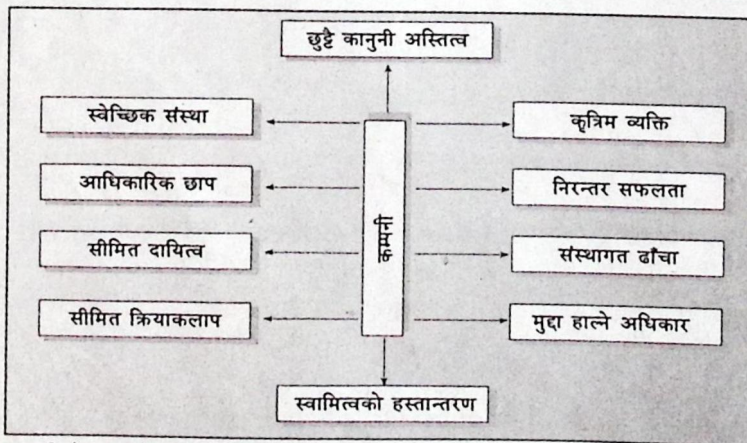 छुट्टै कानुनी अस्तित्व
स्वेच्छिक संस्था
कृत्रिम व्यक्ति
आधिकारिक छाप
निरन्तर सफलता
कम्पनी
सीमित दायित्व
संस्थागत ढाँचा
सीमित क्रियाकलाप
मुद्दा हाल्ने अधिकार
स्वामित्वको हस्तान्तरण